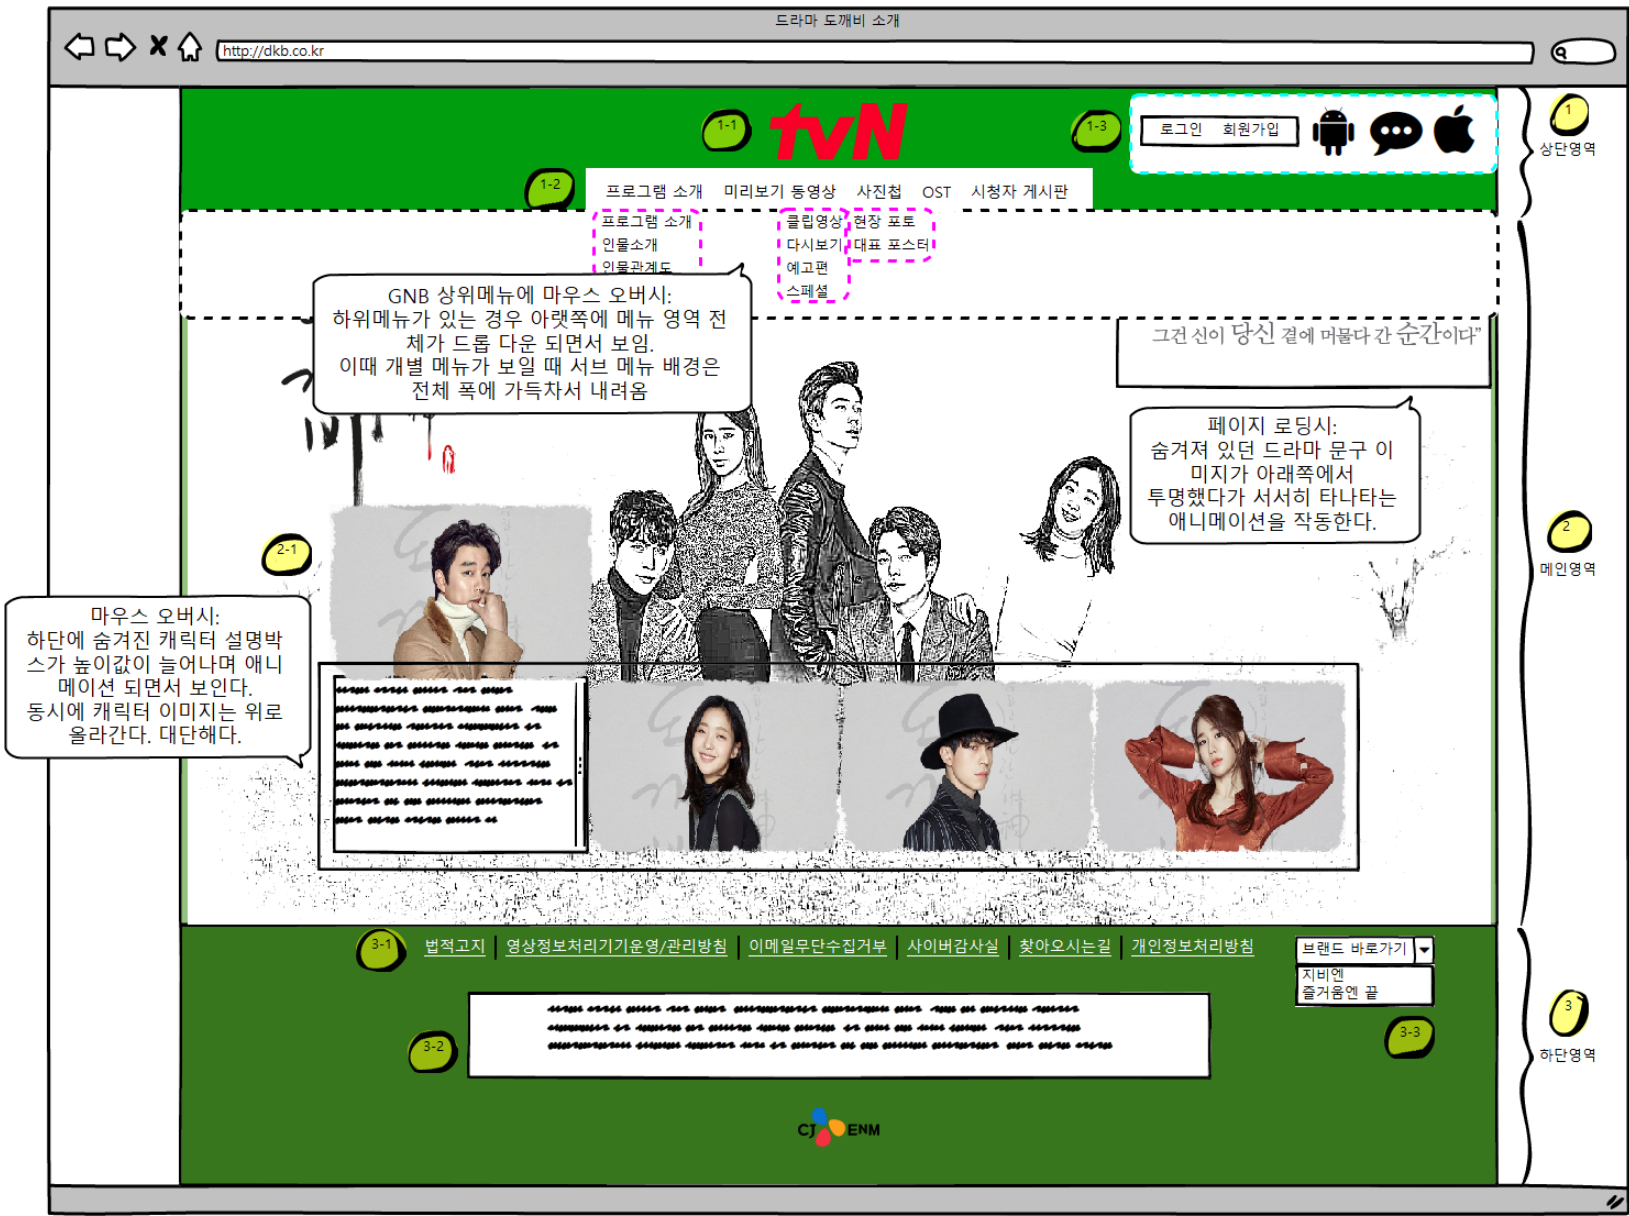 드라마 도깨비 소개
http://dkb.co.kr
1-1
tvN
1-3
로그인 회원가입
1
상단영역
1-2
프로그램 소개 미리보기 동영상 사진첩 OST 시청자 게시판
프로그램 소개
인물소개
인물관계도
클립영상
다시보기
예고편
스페셜
현장 포토
대표 포스터
GNB 상위메뉴에 마우스 오버시:
하위메뉴가 있는 경우 아랫쪽에 메뉴 영역 전
체가 드롭 다운 되면서 보임.
이때 개별 메뉴가 보일 때 서브 메뉴 배경은
전체 폭에 가득차서 내려옴
그건 신이 당신 곁에 머물다 간 순간이다”
페이지 로딩시:
숨겨져 있던 드라마 문구 이
미지가 아래쪽에서
투명했다가 서서히 타나타는
애니메이션을 작동한다.
2
메인영역
2-1
마우스 오버시:
하단에 숨겨진 캐릭터 설명박
스가 높이값이 늘어나며 애니
메이션 되면서 보인다.
동시에 캐릭터 이미지는 위로
올라간다. 대단해다.
3-1
법적고지 | 영상정보처리기기운영/관리방침 | 이메일무단수집거부 | 사이버감사실 | 찾아오시는길 | 개인정보처리방침
브랜드 바로가기
지비엔
즐거움엔 끝
3-2
3-3
3
하단영역
CJ ENM